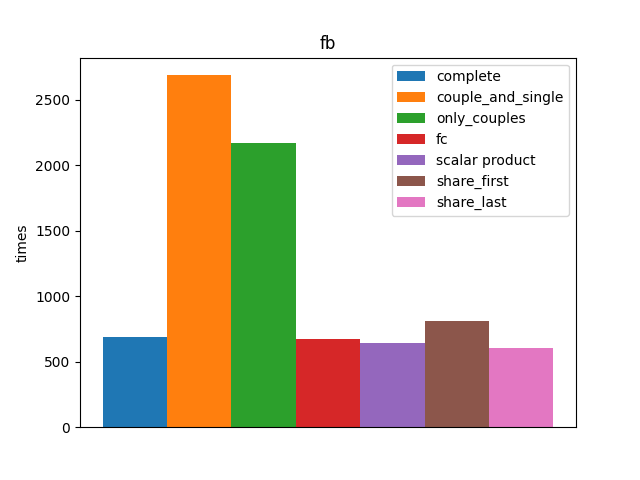 fb
2500
2000
1500
1000
500
0
times
complete
couple_and_single
only_couples
fc
scalar product
share_first
share_last